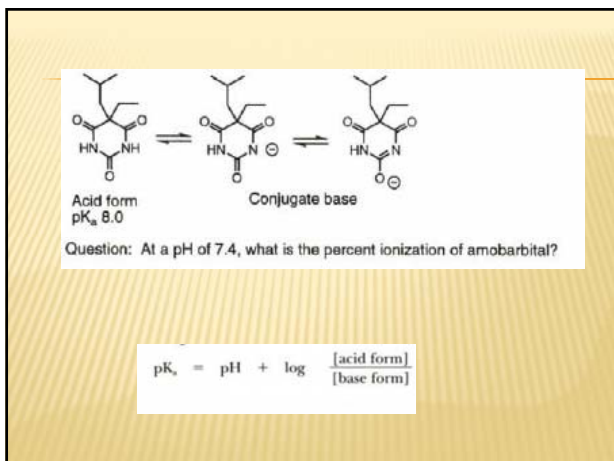 O O
HN NH
O
O O
HN N ⊖
O
O O
HN N
O ⊖
Acid form
pKa 8.0
Conjugate base
Question: At a pH of 7.4, what is the percent ionization of amobarbital?
pKa = pH + log [acid form]
[base form]